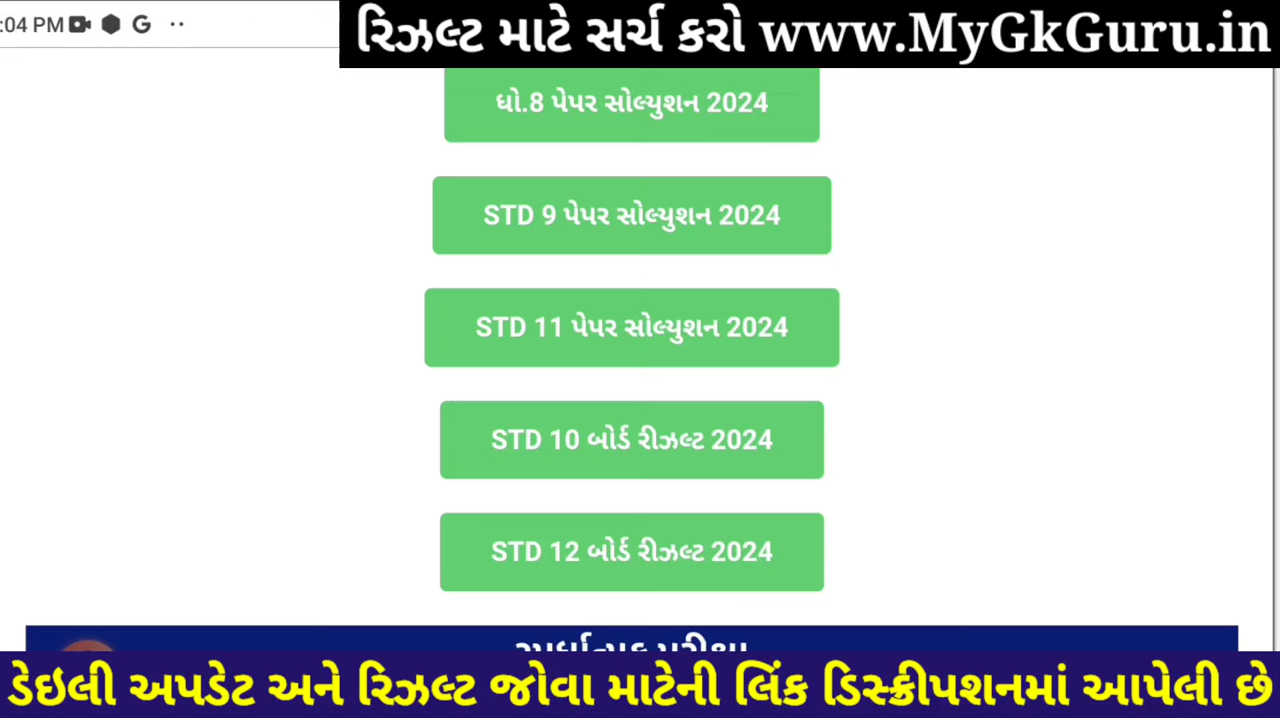 :04 PM
રિઝલ્ટ માટે સર્ચ કરો www.MyGkGuru.in
ધો.8 પેપર સોલ્યુશન 2024
STD 9 પેપર સોલ્યુશન 2024
STD 11 પેપર સોલ્યુશન 2024
STD 10 બોર્ડ રીઝલ્ટ 2024
STD 12 બોર્ડ રીઝલ્ટ 2024
ડેઇલી અપડેટ અને રિઝલ્ટ જોવા માટેની લિંક ડિસ્ક્રીપશનમાં આપેલી છે